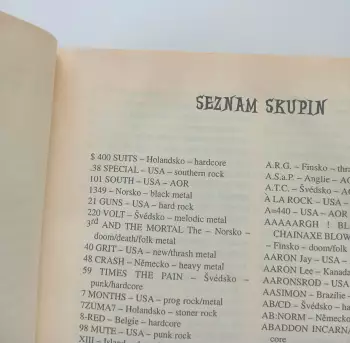 SEZNAM SKUPIN
$ 400 SUITS – Holandsko – hardcore
.38 SPECIAL – USA – southern rock
101 SOUTH – USA – AOR
1349 – Norsko – black metal
21 GUNS – USA – hard rock
220 VOLT – Švédsko – melodic metal
3rd AND THE MORTAL The – Norsko –
doom/death/folk metal
40 GRIT – USA – new/thrash metal
48 CRASH – Německo – heavy metal
59 TIMES THE PAIN – Švédsko –
punk/hardcore
7 MONTHS – USA – prog rock/metal
7ZUMA7 – Holandsko – stoner rock
8-RED – Belgie – hardcore
98 MUTE – USA – punk rock
XIII –
A.R.G. – Finsko –
A.S.a.P. – Anglie –
A.T.C. – Švédsko –
À LA ROCK – USA –
A=440 – USA – AOR
AAAAARGH !
CHAINAXE
– Finsko – doom/folk
AARON Jay – USA –
AARON Lee – Kanada
AARONSROD – USA
AASIMON – Brazílie –
AB/CD – Švédsko –
AB:NORM – Německo
ABADDON
core